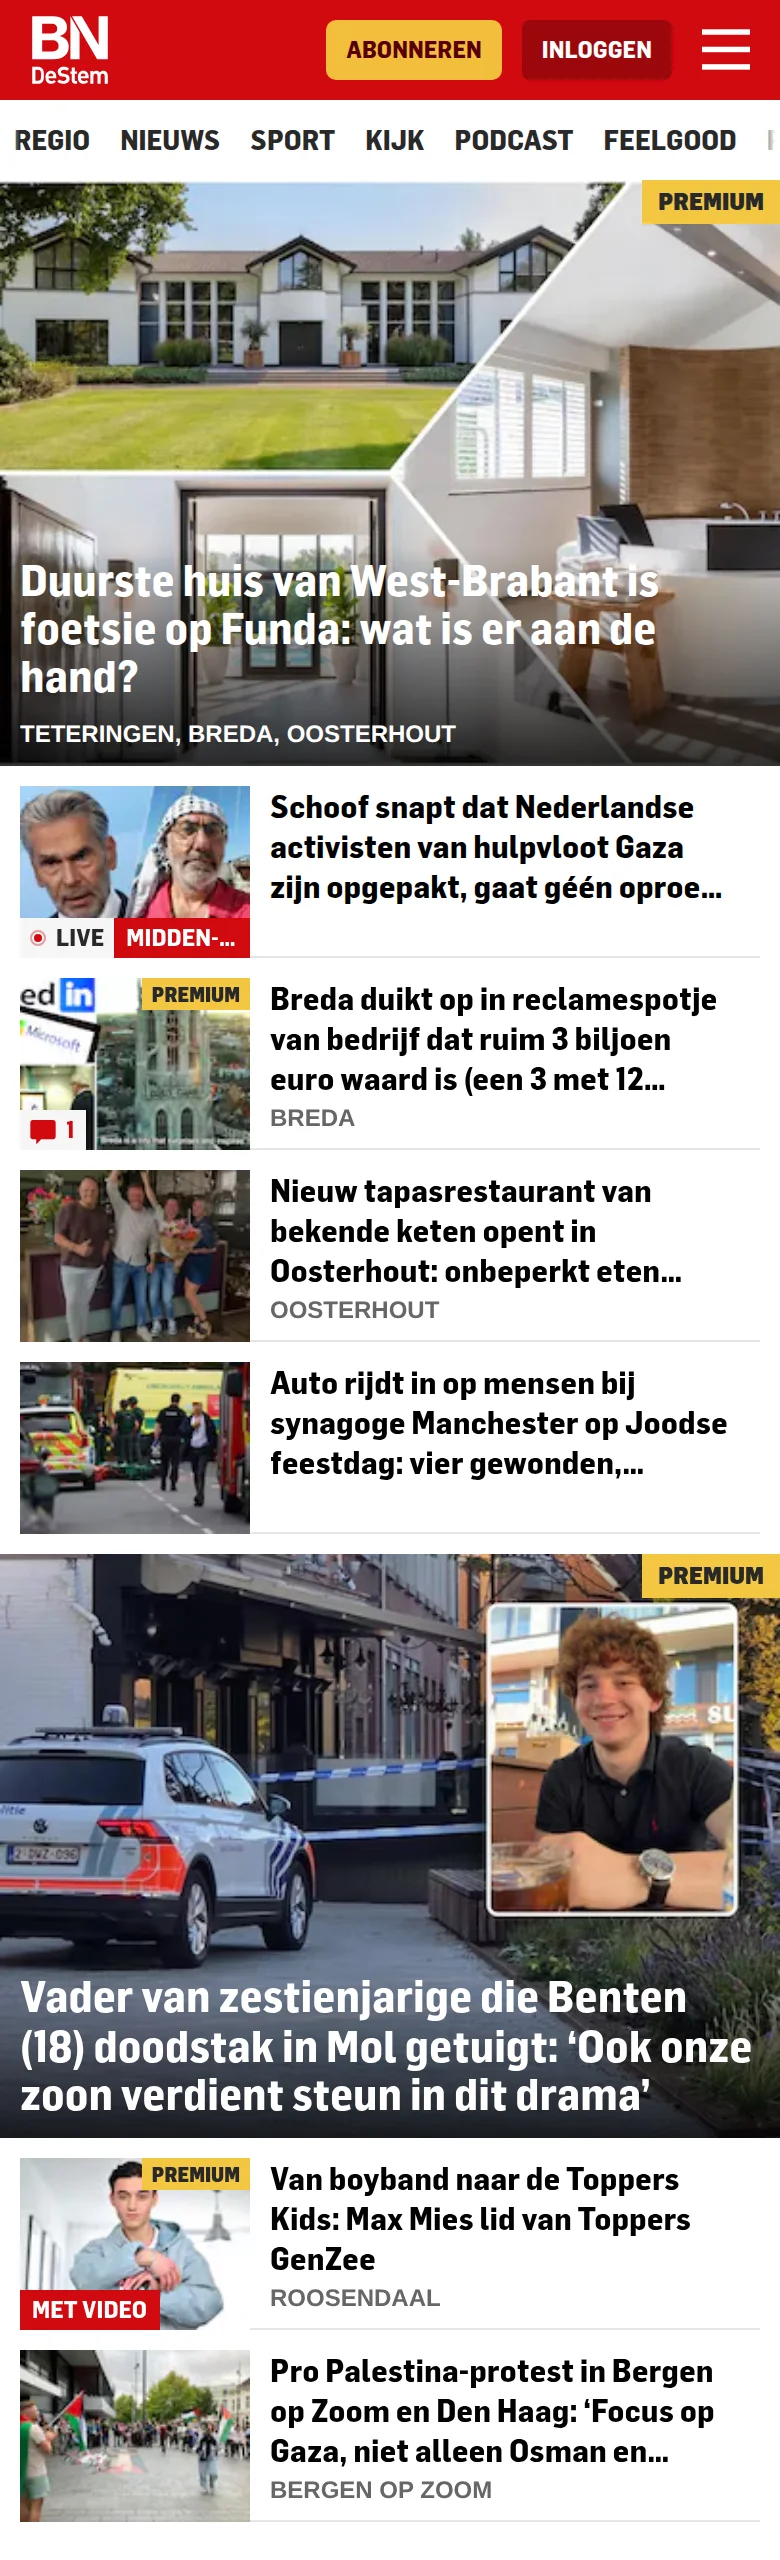 BN
DeStem
ABONNEREN
INLOGGEN
REGIO NIEUWS SPORT KIJK PODCAST FEELGOOD
PREMIUM
Duurste huis van West-Brabant is
foetsie op Funda: wat is er aan de
hand?
TETERINGEN, BREDA, OOSTERHOUT
Schoof snapt dat Nederlandse
activisten van hulpvloot Gaza
zijn opgepakt, gaat géén oproe...
LIVE MIDDEN-...
ed in
PREMIUM
Microsoft
Breda duikt op in reclamespotje
van bedrijf dat ruim 3 biljoen
euro waard is (een 3 met 12...
BREDA
1
Nieuw tapasrestaurant van
bekende keten opent in
Oosterhout: onbeperkt eten...
OOSTERHOUT
Auto rijdt in op mensen bij
synagoge Manchester op Joodse
feestdag: vier gewonden,...
PREMIUM
Vader van zestienjarige die Benten
(18) doodstak in Mol getuigt: ‘Ook onze
zoon verdient steun in dit drama’
PREMIUM
MET VIDEO
Van boyband naar de Toppers
Kids: Max Mies lid van Toppers
GenZee
ROOSENDAAL
Pro Palestina-protest in Bergen
op Zoom en Den Haag: ‘Focus op
Gaza, niet alleen Osman en...
BERGEN OP ZOOM